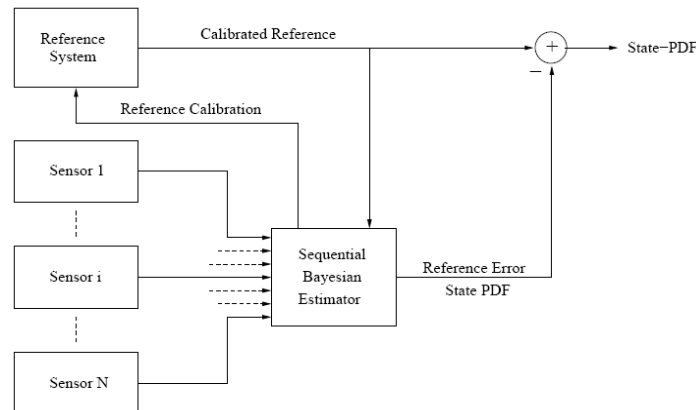 Reference
System
Calibrated Reference
+
−
State−PDF
Reference Calibration
Sensor 1
Sensor i
Sensor N
Sequential
Bayesian
Estimator
Reference Error
State PDF